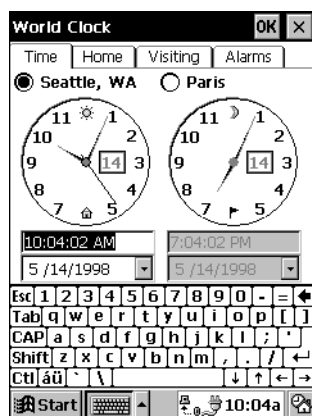 World Clock OK ×
Time Home Visiting Alarms
Seattle, WA Paris
11 1 11 1
10 2 10 2
9 14 3 9 14 3
8 4 8 4
7 5 7 5
10:04:02 AM 7:04:02 PM
5 /14/1998 5 /14/1998
Esc 1 2 3 4 5 6 7 8 9 0 - = ←
Tab q w e r t y u i o p [ ]
CAP a s d f g h j k l ; '
Shift z x c v b n m , . / ↵
Ctl áü ` \ ↓ ↑ ← →
Start 10:04a